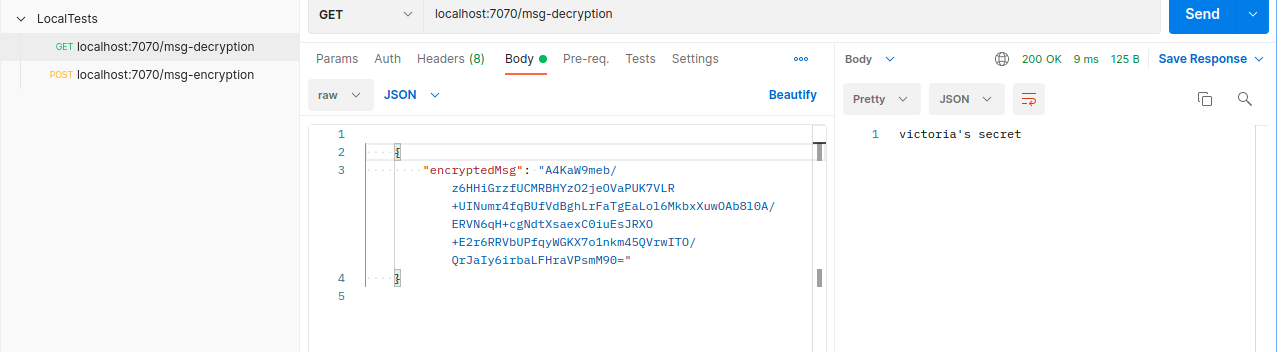 LocalTests
GET localhost:7070/msg-decryption
POST localhost:7070/msg-encryption
GET
localhost:7070/msg-decryption
Send
Params Auth Headers (8) Body Pre-req. Tests Settings
raw JSON Beautify
1
2 {
3 "encryptedMsg": "A4KaW9meb/
z6HHiGrzfUCMRBHYzO2jeOVaPUK7VLR
+UINumr4fqBUfVdBghLrFaTgEaLol6MkbxXuwOAb8l0A/
ERVN6qH+cgNdtXsaexC0iuEsJRXO
+E2r6RRVbUPfqyWGKX7o1nkm45QVrwITO/
QrJaIy6irbaLFHraVPsmM90="
4 }
5
Body 200 OK 9 ms 125 B Save Response
Pretty JSON
1 victoria's secret